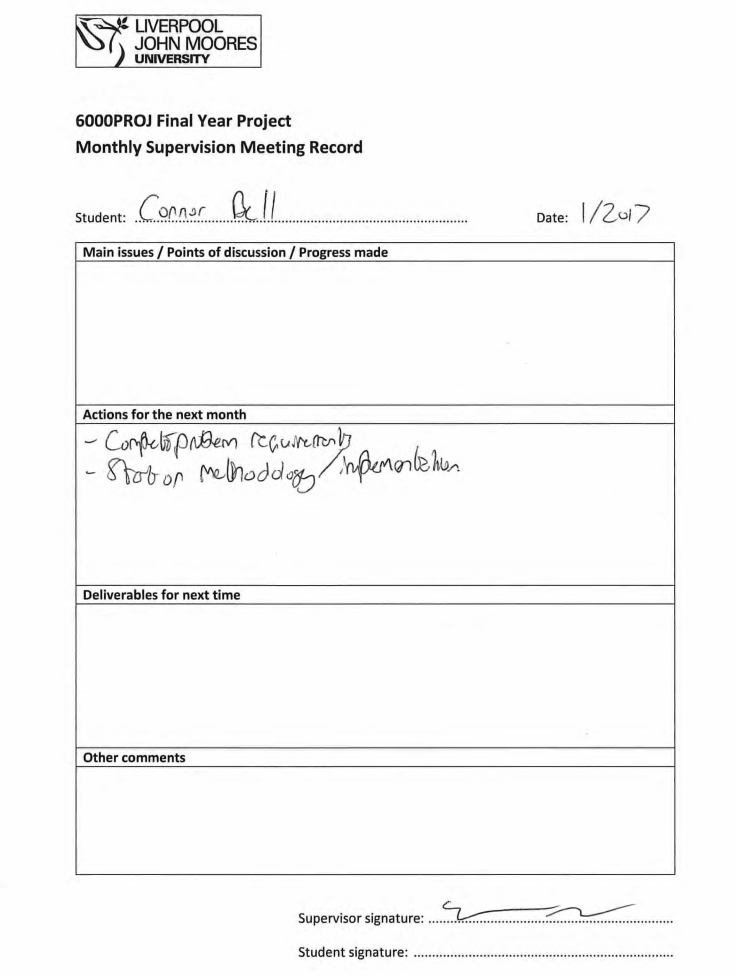 LIVERPOOL
JOHN MOORES
UNIVERSITY
6000PROJ Final Year Project
Monthly Supervision Meeting Record
Student: Connor Bell Date: 1/2017
Main issues / Points of discussion / Progress made
Actions for the next month
- Complete problem requirements
- Start on Methodology/implementation
Deliverables for next time
Other comments
Supervisor signature:
Student signature: